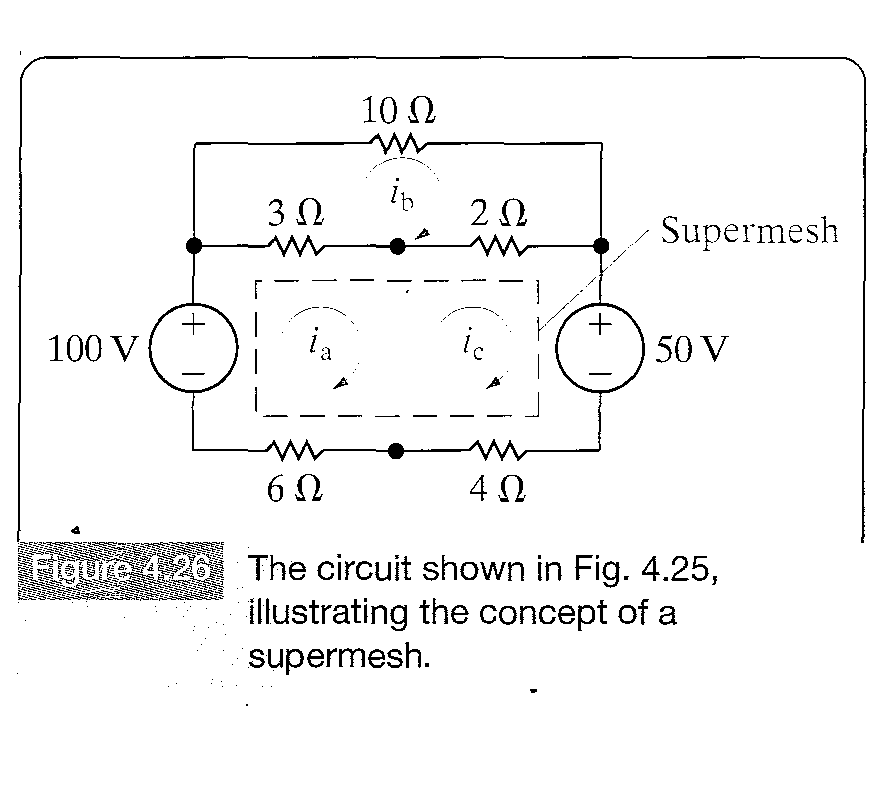 10 Ω
i_b
3 Ω
2 Ω
Supermesh
+
+
100 V
i_a
i_c
50 V
−
−
6 Ω
4 Ω
Figure 4.26
The circuit shown in Fig. 4.25,
illustrating the concept of a
supermesh.